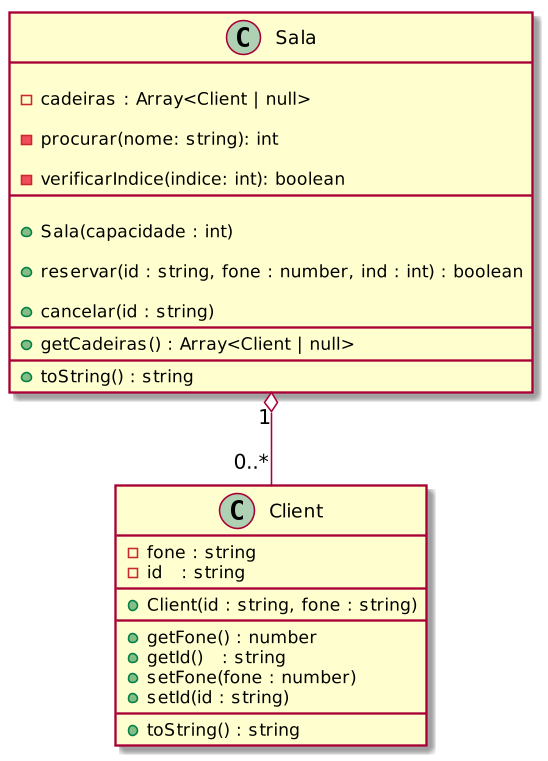 C Sala
cadeiras : Array<Client | null>
procurar(nome: string): int
verificarIndice(indice: int): boolean
Sala(capacidade : int)
reservar(id : string, fone : number, ind : int) : boolean
cancelar(id : string)
getCadeiras() : Array<Client | null>
toString() : string
1
0..*
C Client
fone : string
id : string
Client(id : string, fone : string)
getFone() : number
getId() : string
setFone(fone : number)
setId(id : string)
toString() : string